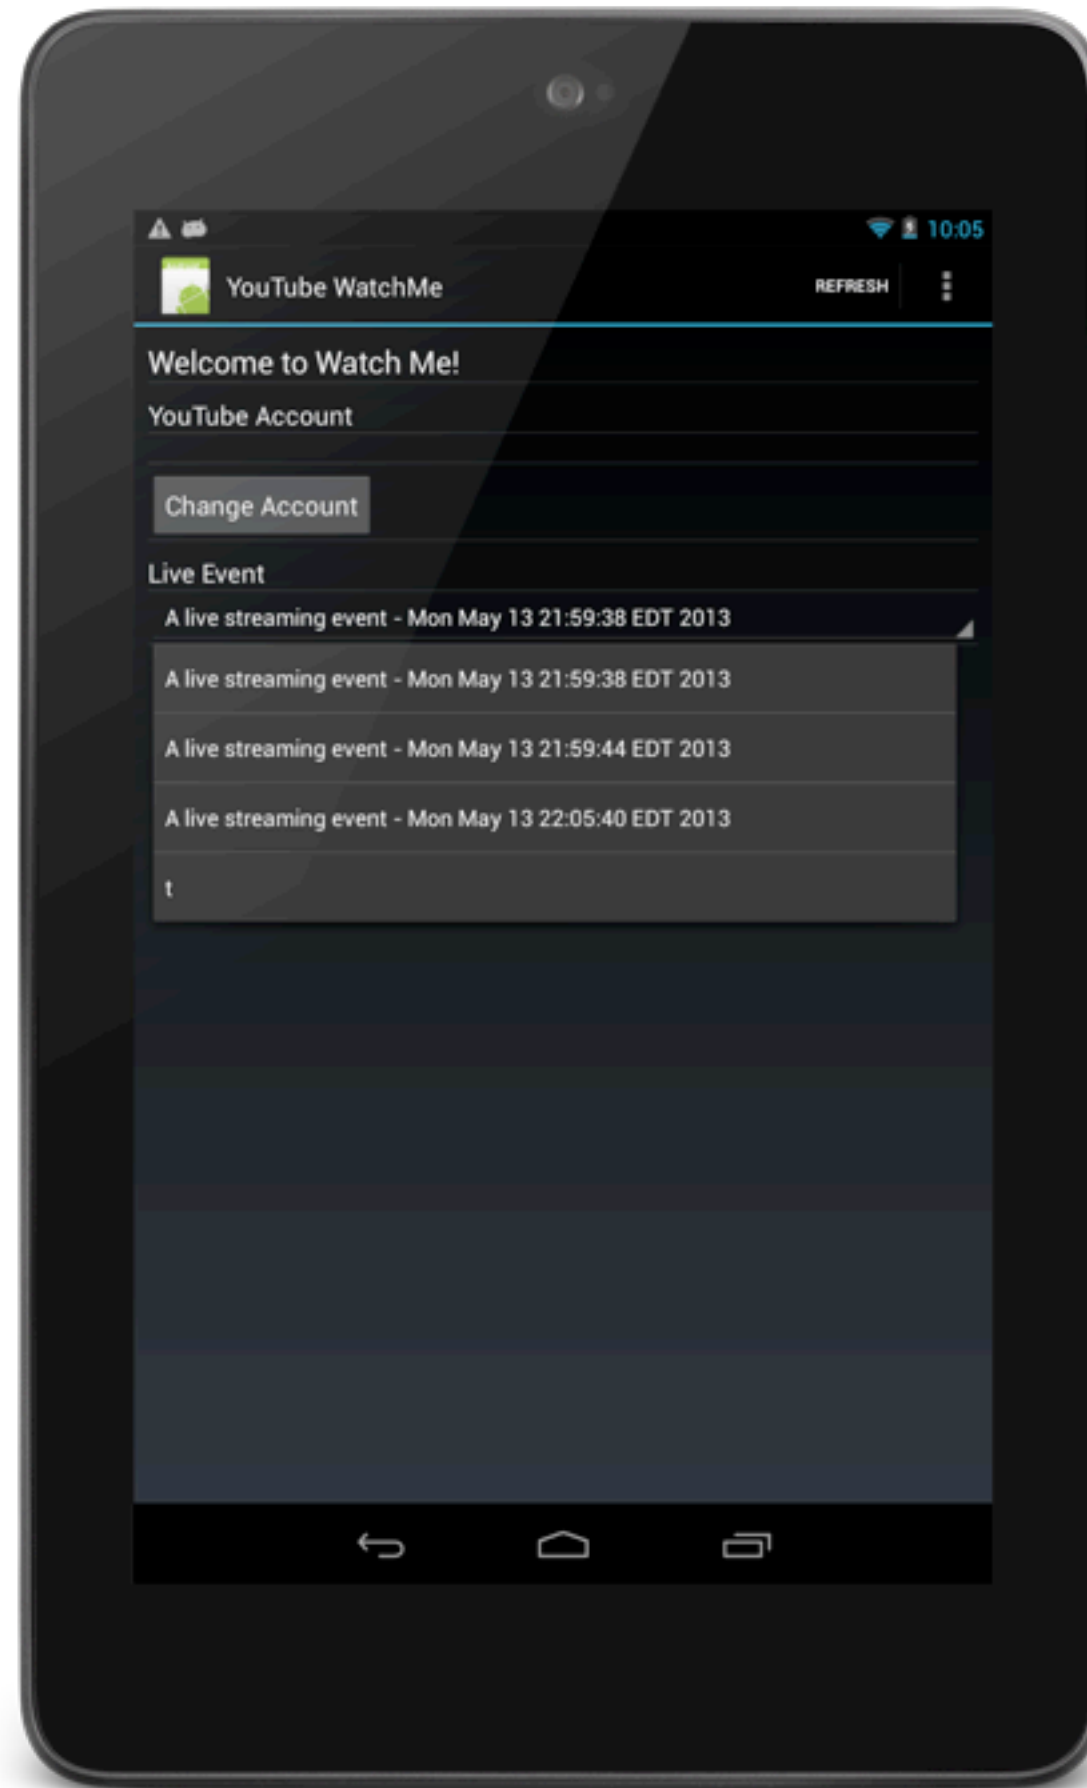 10:05
YouTube WatchMe
REFRESH
Welcome to Watch Me!
YouTube Account
Change Account
Live Event
A live streaming event - Mon May 13 21:59:38 EDT 2013
A live streaming event - Mon May 13 21:59:38 EDT 2013
A live streaming event - Mon May 13 21:59:44 EDT 2013
A live streaming event - Mon May 13 22:05:40 EDT 2013
t